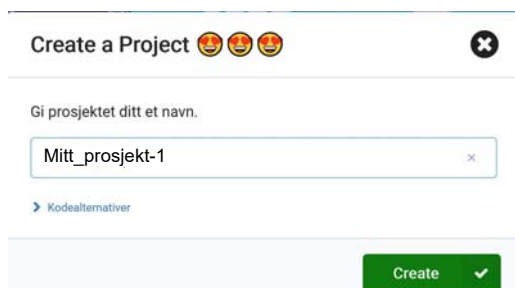 Create a Project 😍😍😍
Gi prosjektet ditt et navn.
Mitt_prosjekt-1
Kodealternativer
Create